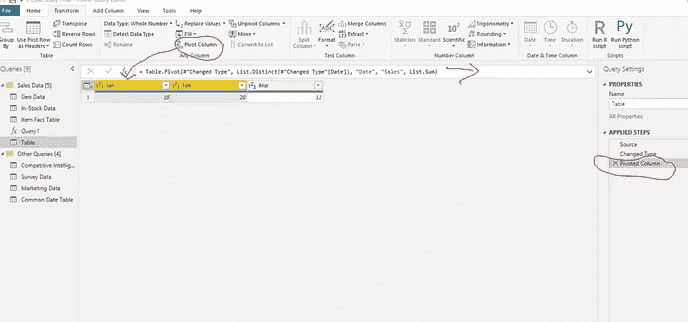 File Home Transform Add Column View Tools Help
Transpose Data Type: Whole Number Replace Values Unpivot Columns Merge Columns Trigonometry
Group By Use First Row as Headers Reverse Rows Detect Data Type Fill Pivot Column Split Column Format Extract Statistics Standard Scientific Rounding Date Time Duration Run R script Run Python script
Count Rows Rename Move Convert to List Parse Information
Table Any Column Text Column Number Column Date & Time Column Scripts
Queries [9]
= Table.Pivot(#"Changed Type", List.Distinct(#"Changed Type"[Date]), "Date", "Sales", List.Sum)
Query Settings
Sales Data [5]
Geo Data
In-Stock Data
Item Fact Table
Query1
Table
Other Queries [4]
Competitive Intellig...
Survey Data
Marketing Data
Common Date Table
Mar
1 10 20 12
PROPERTIES
Name
Table
All Properties
APPLIED STEPS
Source
Changed Type
Pivoted Column